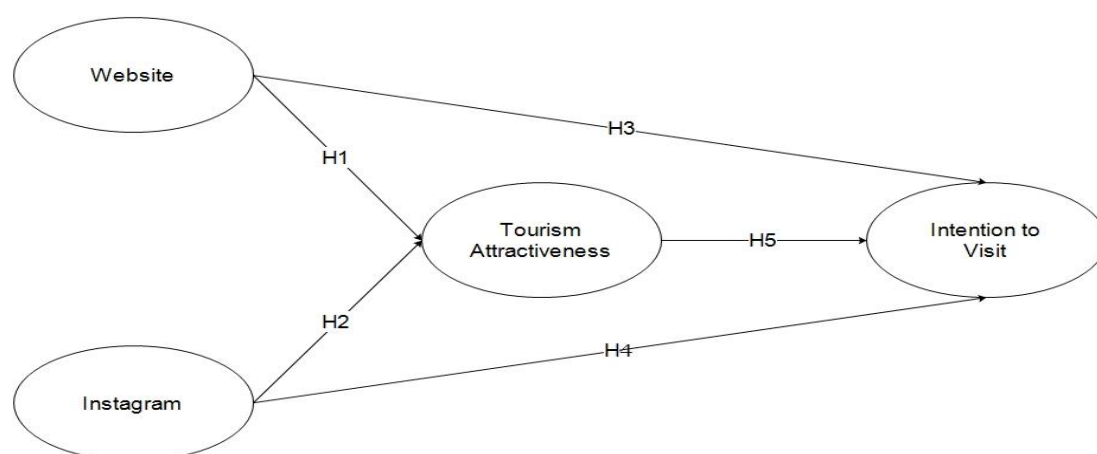 Website
H3
H1
Tourism
Attractiveness
H5
Intention to
Visit
H2
H4
Instagram